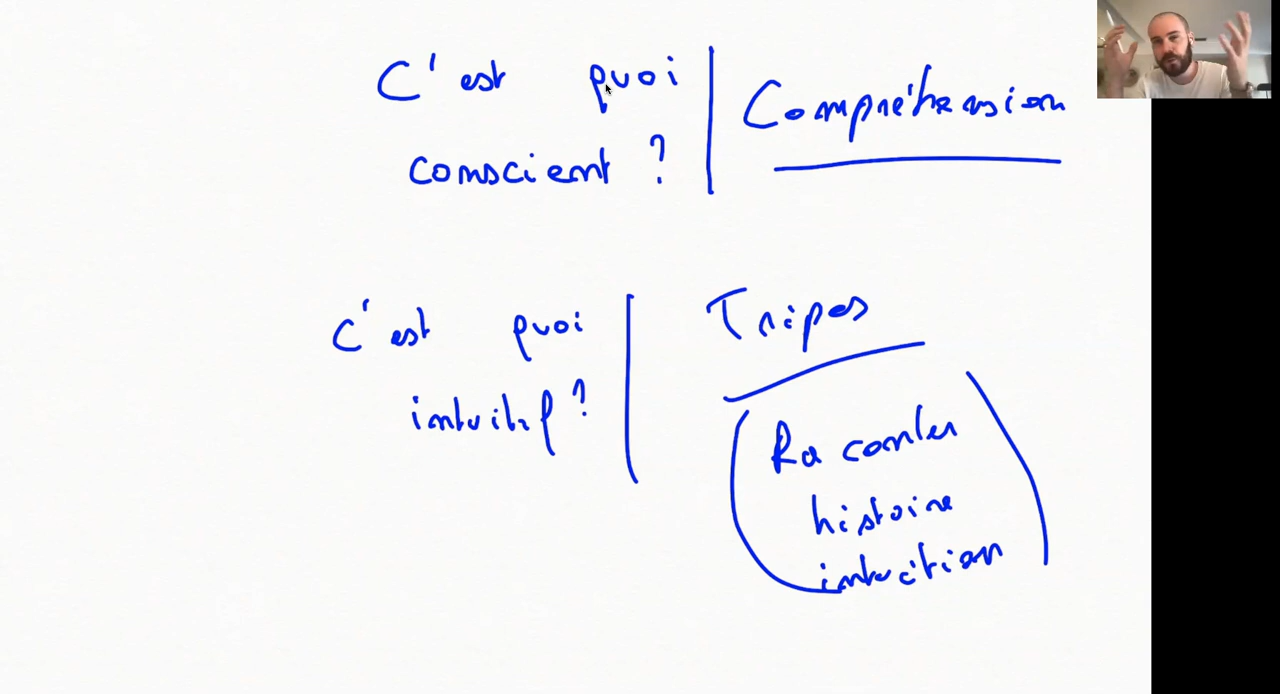 C'est quoi
conscient ?
Compréhension
C'est quoi
intuitif ?
Tripes
Raconter
histoire
intuition